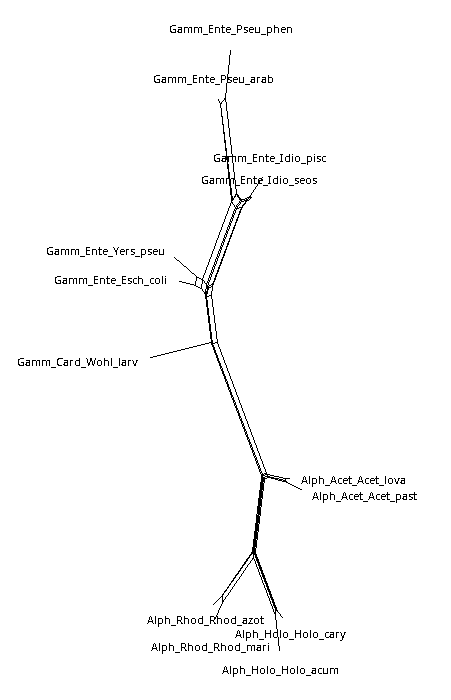 Gamm_Ente_Pseu_phen
Gamm_Ente_Pseu_arab
Gamm_Ente_Idio_pisc
Gamm_Ente_Idio_seos
Gamm_Ente_Yers_pseu
Gamm_Ente_Esch_coli
Gamm_Card_Wohl_larv
Alph_Acet_Acet_lova
Alph_Acet_Acet_past
Alph_Rhod_Rhod_azot
Alph_Holo_Holo_cary
Alph_Rhod_Rhod_mari
Alph_Holo_Holo_acum